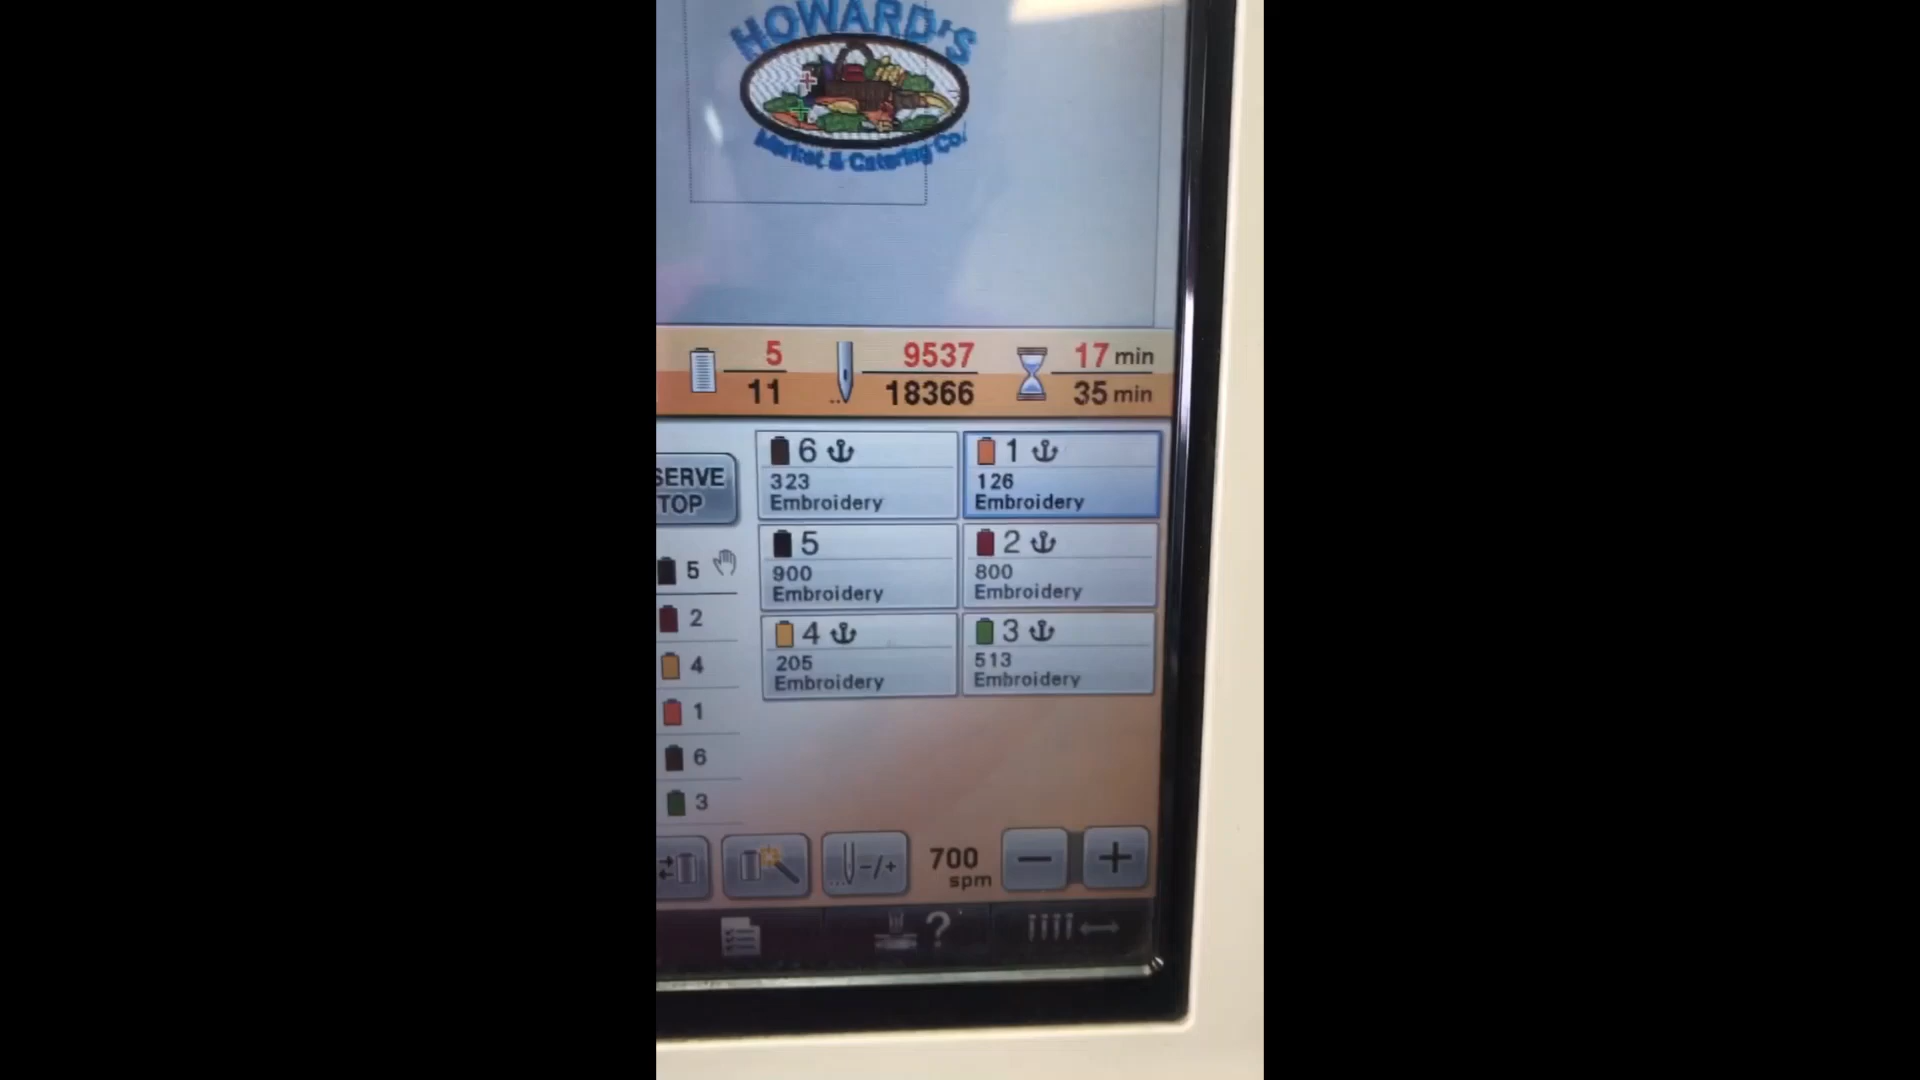 HOWARD'S
Market & Catering Co.
5
11
9537
18366
17 min
35 min
SERVE
TOP
6
323
Embroidery
1
126
Embroidery
5
900
Embroidery
2
800
Embroidery
4
205
Embroidery
3
513
Embroidery
5
2
4
1
6
3
-/+
700
sppm
−
+
?